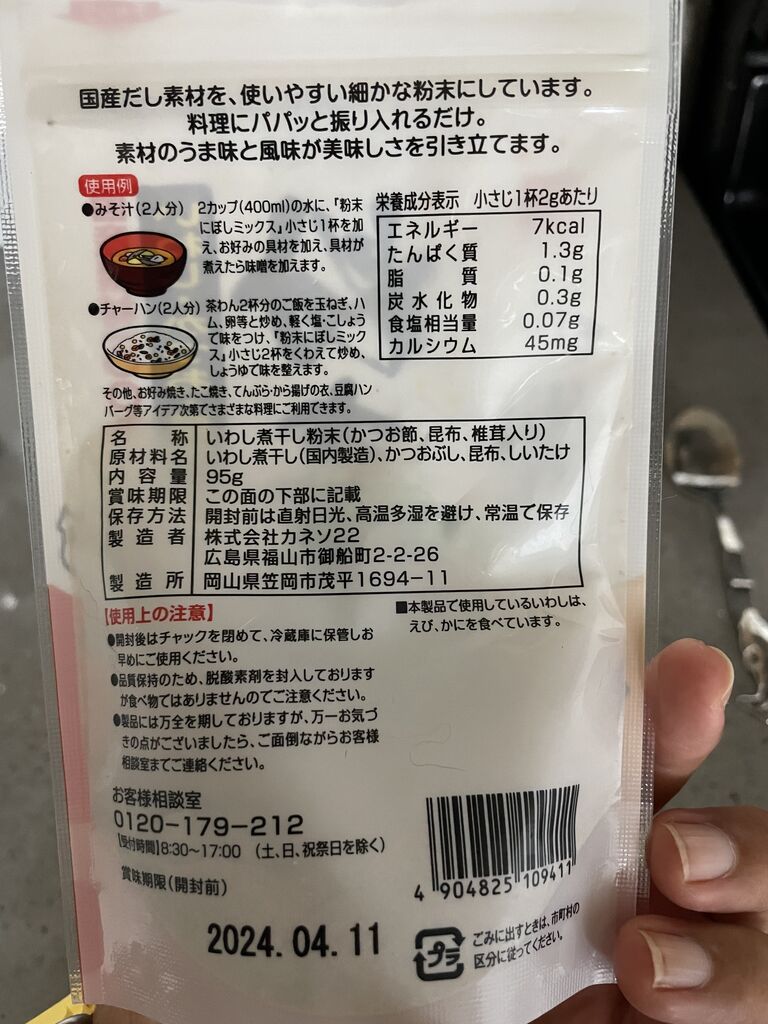 国産だし素材を、使いやすい細かな粉末にしています。
料理にパパッと振り入れるだけ。
素材のうま味と風味が美味しさを引き立てます。
使用例
●みそ汁(2人分) 2カップ(400ml)の水に、「粉末
にぼしミックス」小さじ1杯を加
え、お好みの具材を加え、具材が
煮えたら味噌を加えます。
●チャーハン(2人分) 茶わん2杯分のご飯を玉ねぎ、ハ
ム、卵等と炒め、軽く塩・こしょう
で味をつけ、「粉末にぼしミック
ス」小さじ2杯をくわえて炒め、
しょうゆで味を整えます。
その他、お好み焼き、たこ焼き、てんぷら・から揚げの衣、豆腐ハン
バーグ等アイデア次第でさまざまな料理にご利用できます。
栄養成分表示 小さじ1杯2gあたり
エネルギー 7kcal
たんぱく質 1.3g
脂質 0.1g
炭水化物 0.3g
食塩相当量 0.07g
カルシウム 45mg
名称 いわし煮干し粉末(かつお節、昆布、椎茸入り)
原材料名 いわし煮干し(国内製造)、かつおぶし、昆布、しいたけ
内容量 95g
賞味期限 この面の下部に記載
保存方法 開封前は直射日光、高温多湿を避け、常温で保存
製造者 株式会社カネソ22
広島県福山市御船町2-2-26
製造所 岡山県笠岡市茂平1694-11
【使用上の注意】
●開封後はチャックを閉めて、冷蔵庫に保管しお
早めにご使用ください。
●品質保持のため、脱酸素剤を封入しております
が食べ物ではありませんのでご注意ください。
●製品には万全を期しておりますが、万一お気づ
きの点がございましたら、ご面倒ながらお客様
相談室までご連絡ください。
■本製品で使用しているいわしは、
えび、かにを食べています。
お客様相談室
0120-179-212
【受付時間】8:30～17:00 (土、日、祝祭日を除く)
賞味期限(開封前)
2024.04.11
4 904825 109411
プラ
ごみに出すときは、市町村の
区分に従ってください。